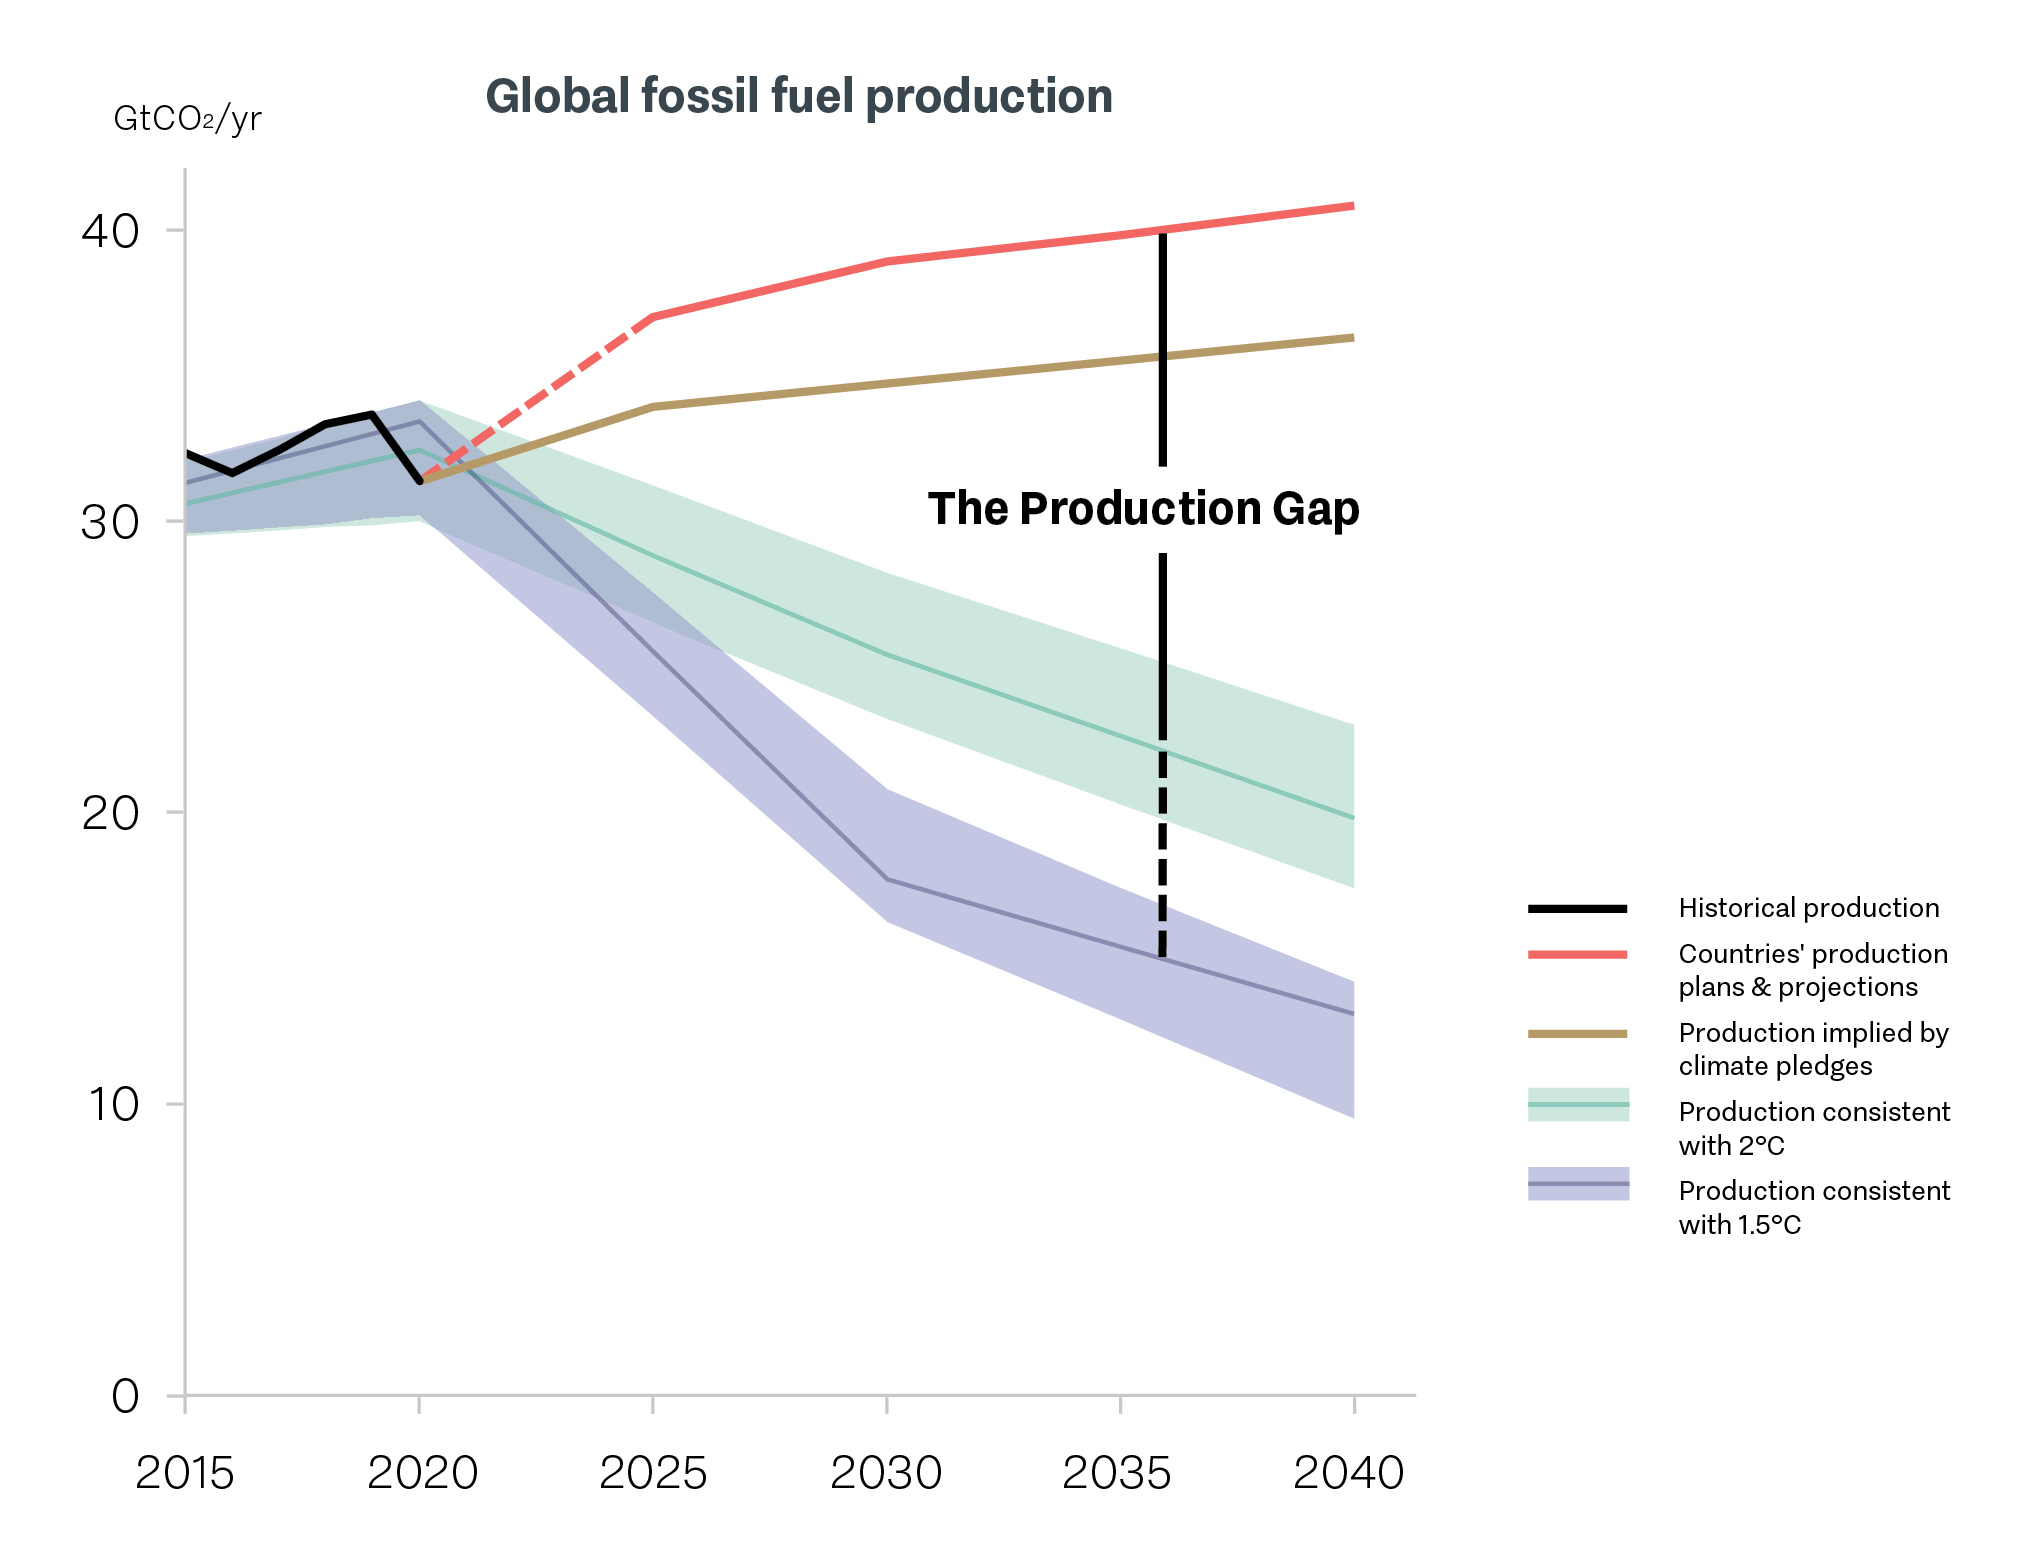 Global fossil fuel production
GtCO₂/yr
40
30
20
10
0
2015 2020 2025 2030 2035 2040
The Production Gap
Historical production
Countries' production
plans & projections
Production implied by
climate pledges
Production consistent
with 2°C
Production consistent
with 1.5°C